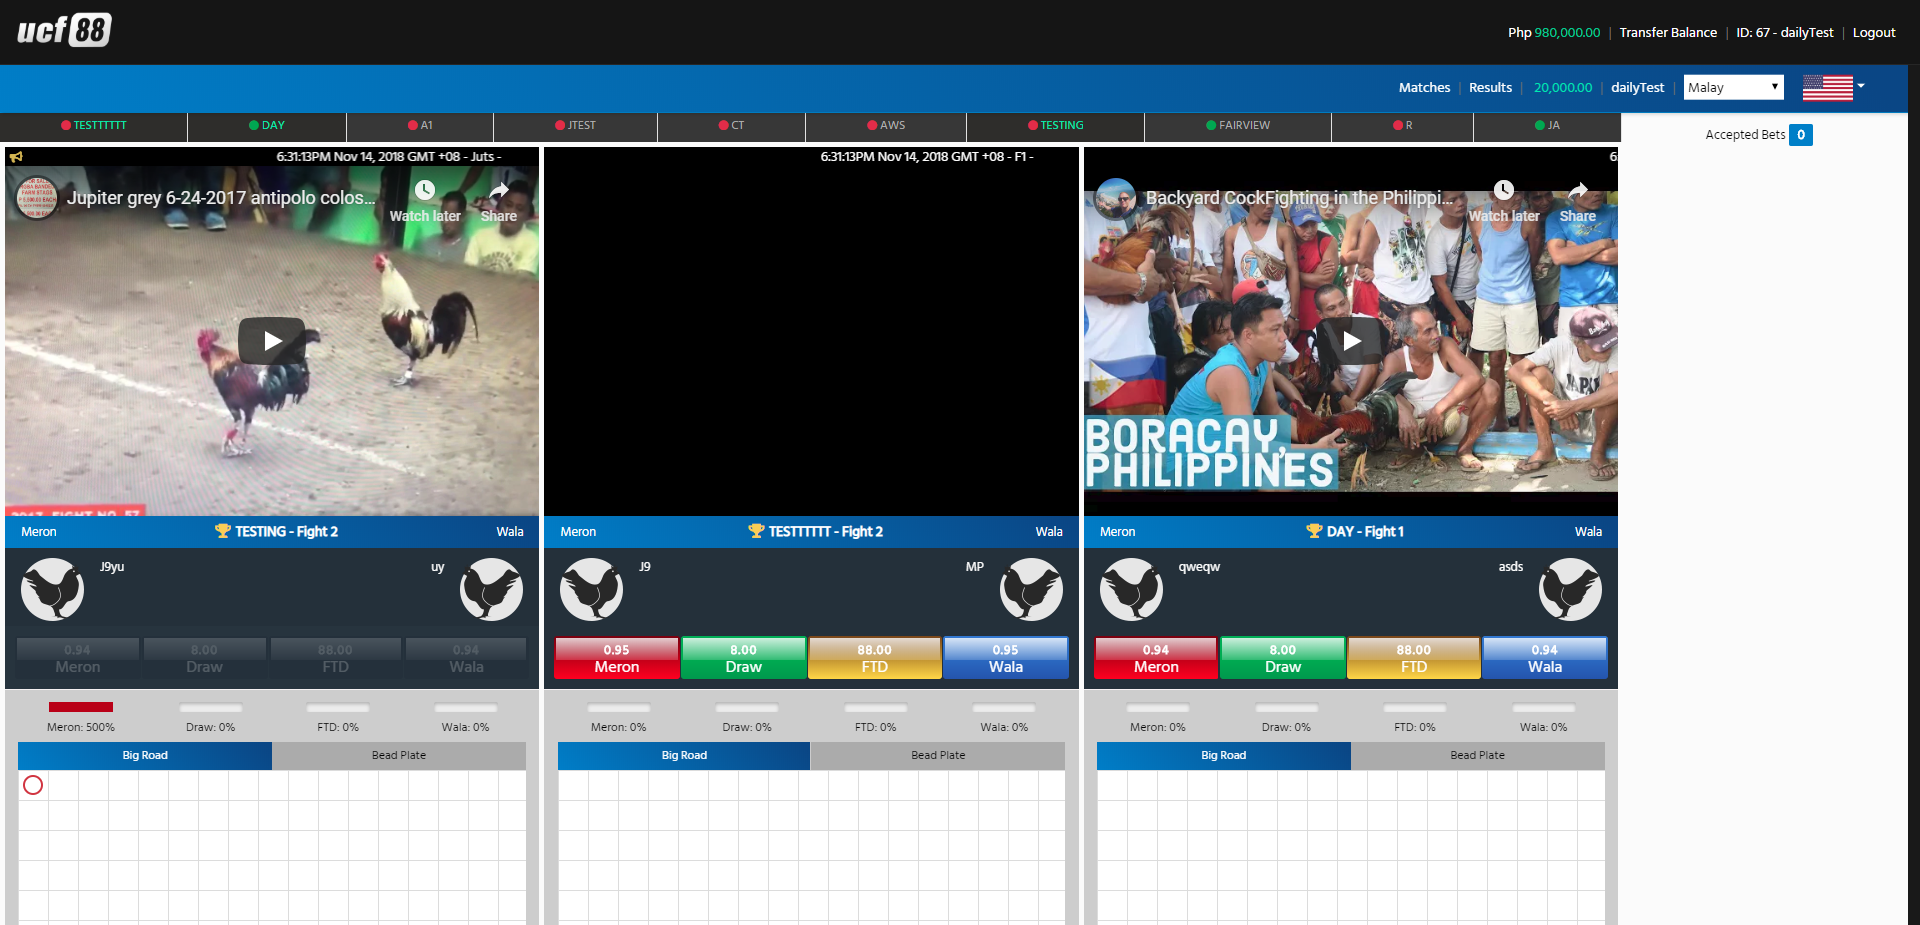 ucf 88
Php 980,000.00 | Transfer Balance | ID: 67 - dailyTest | Logout
Matches | Results | 20,000.00 | dailyTest | Malay
TESTTTTTT
DAY
A1
JTEST
CT
AWS
TESTING
FAIRVIEW
R
JA
Accepted Bets 0
6:31:13PM Nov 14, 2018 GMT +08 - Juts -
Jupiter grey 6-24-2017 antipolo colos...
Watch later
Share
2017 FIGHT NO. 57
Meron
TESTING - Fight 2
Wala
J9yu
uy
0.94 Meron
8.00 Draw
88.00 FTD
0.94 Wala
Meron: 500%
Draw: 0%
FTD: 0%
Wala: 0%
Big Road
Bead Plate
6:31:13PM Nov 14, 2018 GMT +08 - F1 -
Meron
TESTTTTTT - Fight 2
Wala
J9
MP
0.95 Meron
8.00 Draw
88.00 FTD
0.95 Wala
Meron: 0%
Draw: 0%
FTD: 0%
Wala: 0%
Big Road
Bead Plate
6:
Backyard CockFighting in the Philippi...
Watch later
Share
BORACAY,
PHILIPPINES
Meron
DAY - Fight 1
Wala
qweqw
asds
0.94 Meron
8.00 Draw
88.00 FTD
0.94 Wala
Meron: 0%
Draw: 0%
FTD: 0%
Wala: 0%
Big Road
Bead Plate